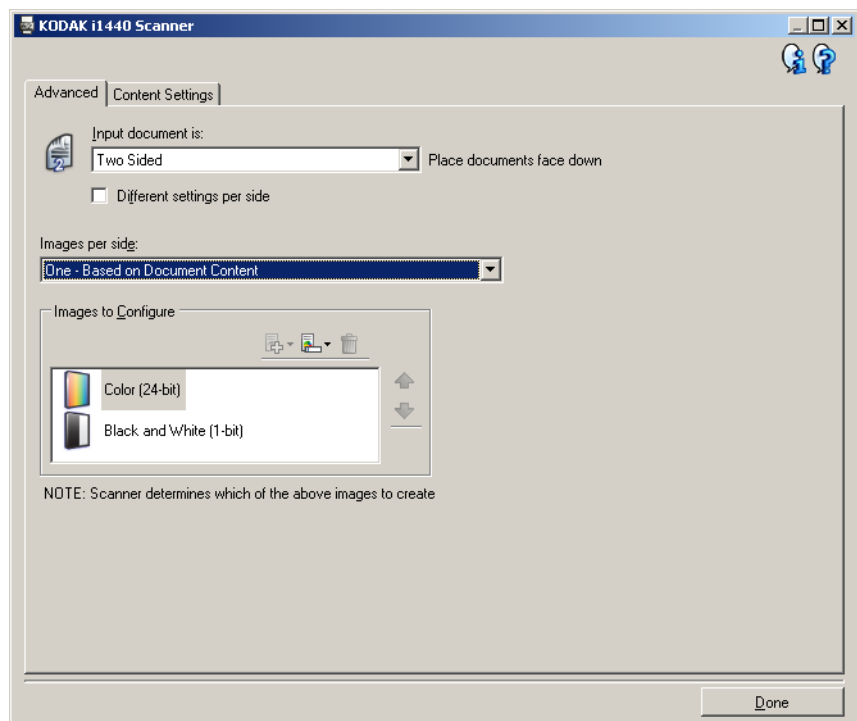 KODAK i1440 Scanner
Advanced
Content Settings
Input document is:
Two Sided
Place documents face down
Different settings per side
Images per side:
One - Based on Document Content
Images to Configure
Color (24-bit)
Black and White (1-bit)
NOTE: Scanner determines which of the above images to create
Done